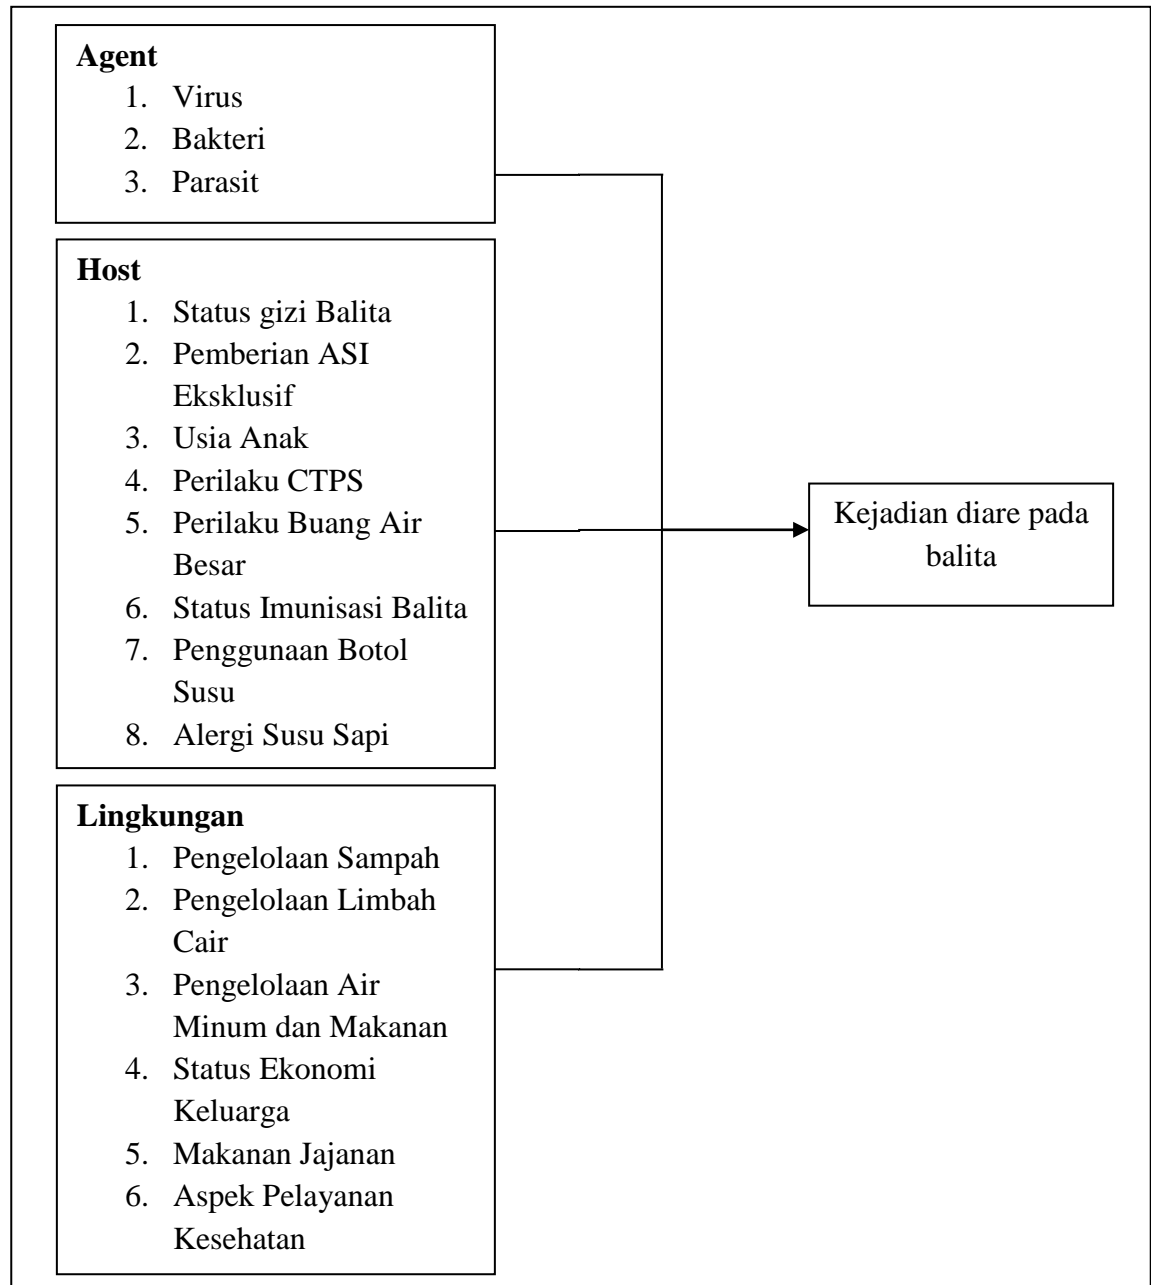 Agent
1. Virus
2. Bakteri
3. Parasit
Host
1. Status gizi Balita
2. Pemberian ASI
Eksklusif
3. Usia Anak
4. Perilaku CTPS
5. Perilaku Buang Air
Besar
6. Status Imunisasi Balita
7. Penggunaan Botol
Susu
8. Alergi Susu Sapi
Lingkungan
1. Pengelolaan Sampah
2. Pengelolaan Limbah
Cair
3. Pengelolaan Air
Minum dan Makanan
4. Status Ekonomi
Keluarga
5. Makanan Jajanan
6. Aspek Pelayanan
Kesehatan
Kejadian diare pada
balita